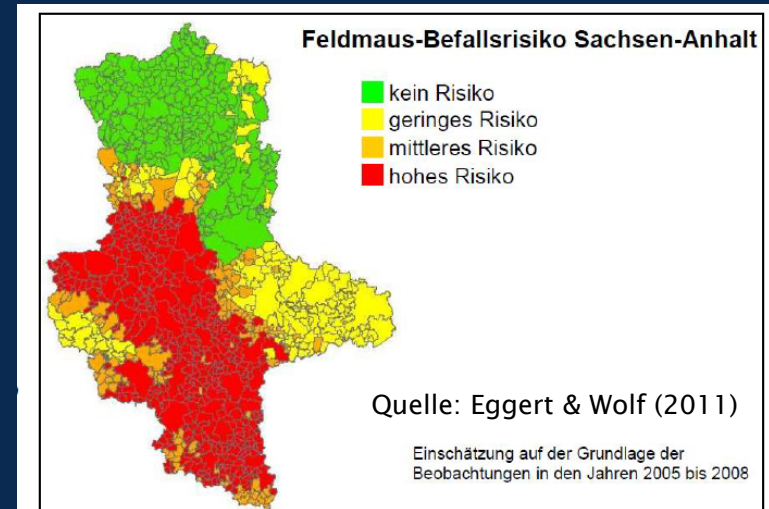 Feldmaus-Befallsrisiko Sachsen-Anhalt
kein Risiko
geringes Risiko
mittleres Risiko
hohes Risiko
Quelle: Eggert & Wolf (2011)
Einschätzung auf der Grundlage der
Beobachtungen in den Jahren 2005 bis 2008